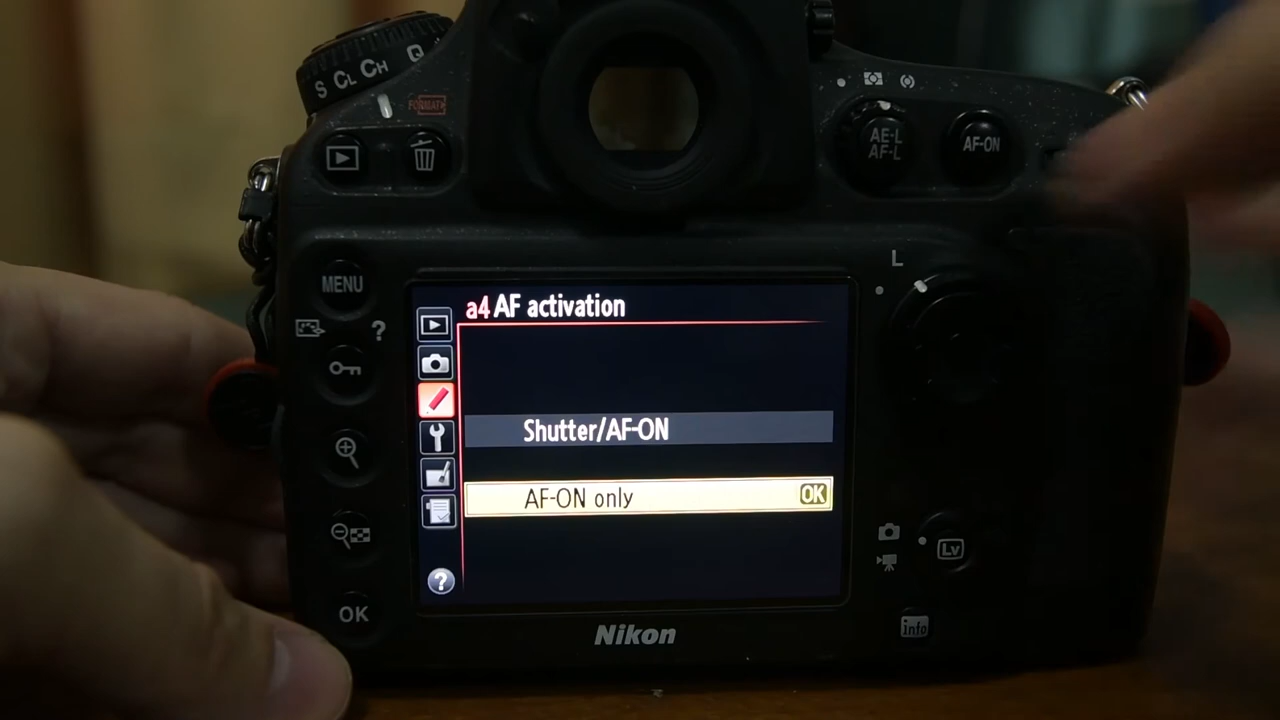 S CL CH Q
FORMAT
AE-L
AF-L
AF-ON
L
MENU
?
a4 AF activation
Shutter/AF-ON
AF-ON only OK
?
Lv
OK
info
Nikon